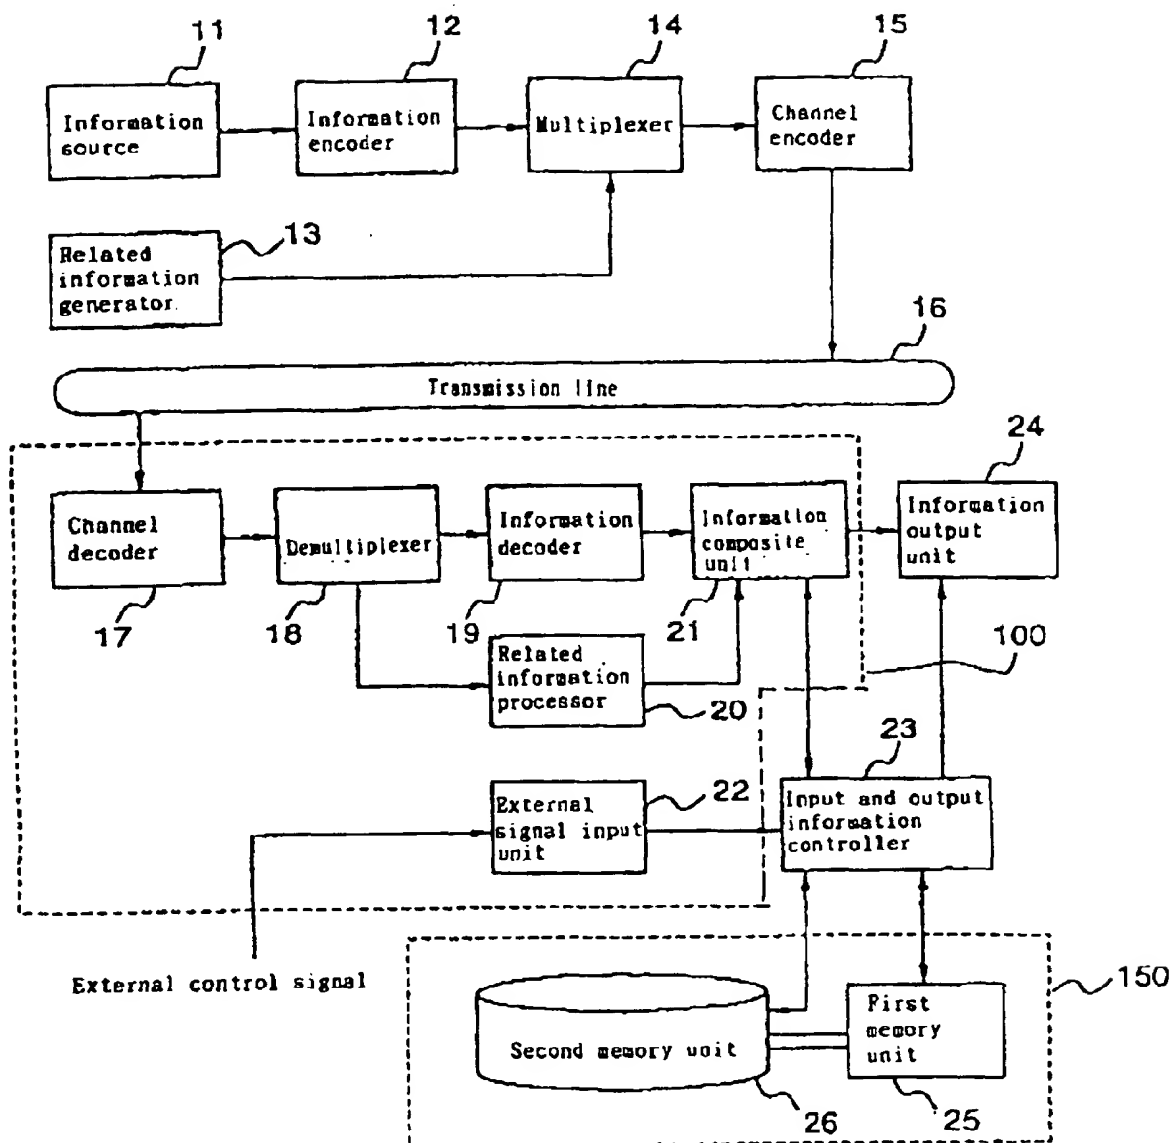 11
12
14
15
Information
source
Information
encoder
Multiplexer
Channel
encoder
13
Related
information
generator
16
Transmission line
24
Channel
decoder
Demultiplexer
Information
decoder
Information
composite
unit
Information
output
unit
17
18
19
21
100
Related
information
processor
20
23
External
signal input
unit
22
Input and output
information
controller
External control signal
150
Second memory unit
First
memory
unit
26
25